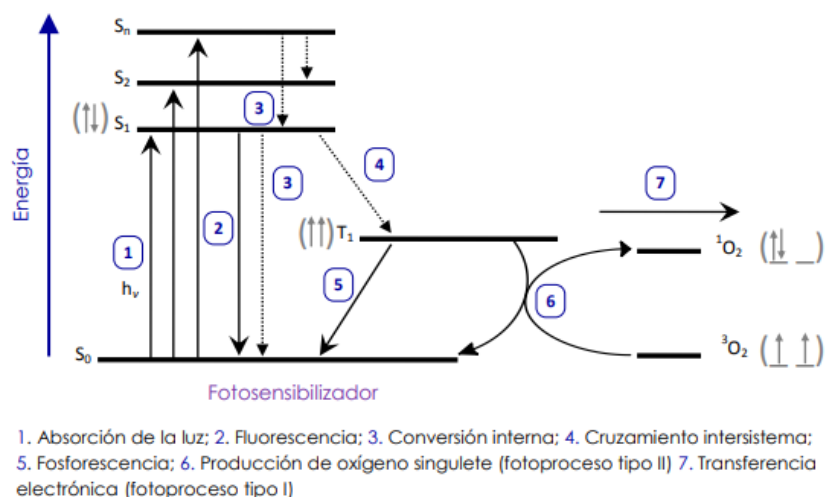 Energía
Sn
S2
(↑↓) S1
3
4
7
3
2
(↑↑) T1
¹O2 (↑↓ _)
1
5
6
hν
S0
³O2 (↑ ↑)
Fotosensibilizador
1. Absorción de la luz; 2. Fluorescencia; 3. Conversión interna; 4. Cruzamiento intersistema;
5. Fosforescencia; 6. Producción de oxígeno singulete (fotoproceso tipo II) 7. Transferencia
electrónica (fotoproceso tipo I)